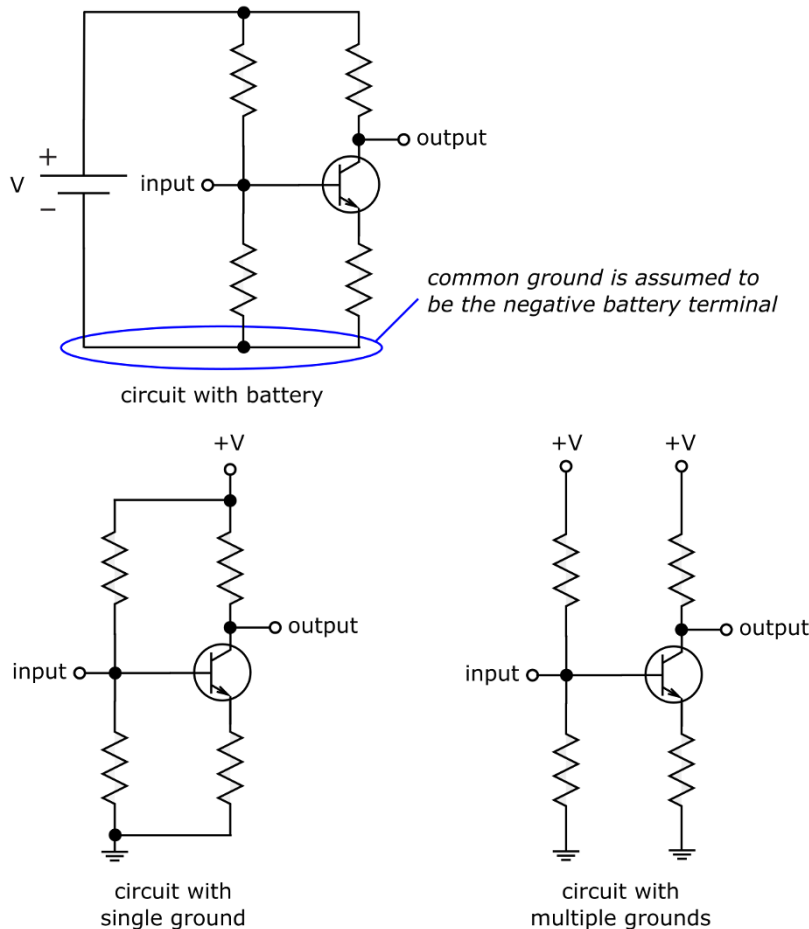 output
+
V
input
−
common ground is assumed to
be the negative battery terminal
circuit with battery
+V
output
input
circuit with
single ground
+V
+V
output
input
circuit with
multiple grounds